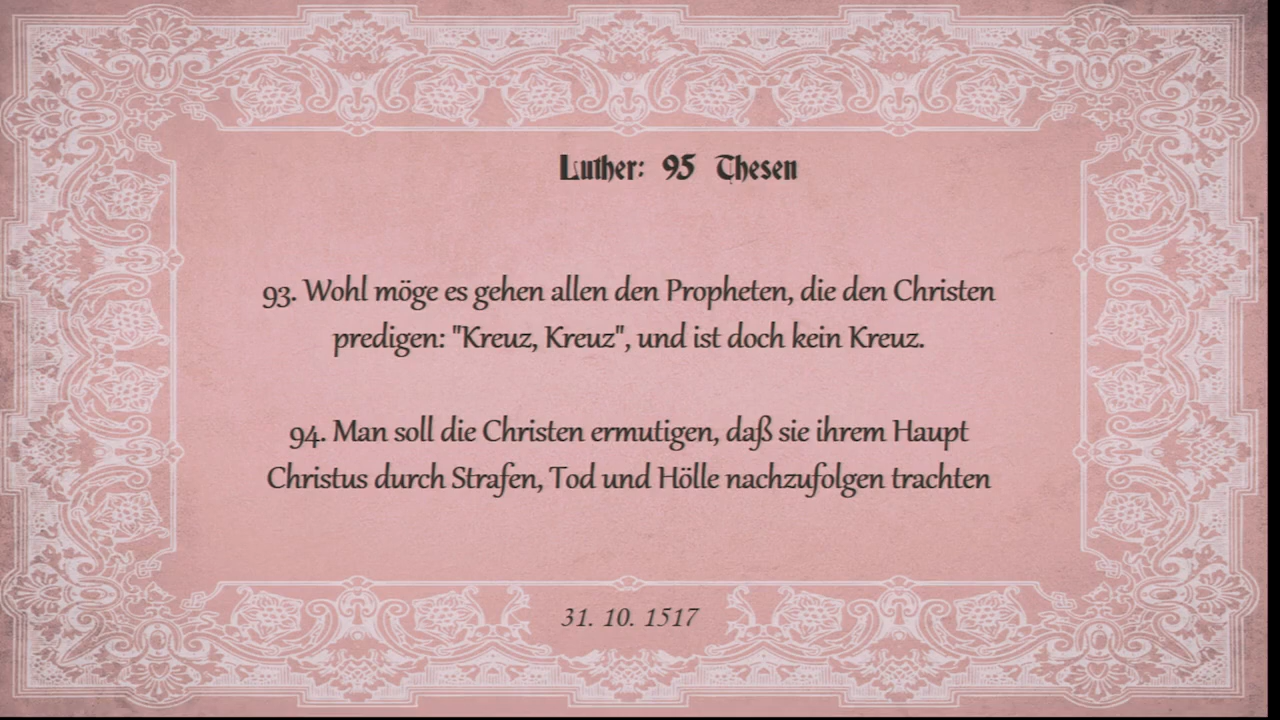 Luther: 95 Thesen
93. Wohl möge es gehen allen den Propheten, die den Christen
predigen: "Kreuz, Kreuz", und ist doch kein Kreuz.
94. Man soll die Christen ermutigen, daß sie ihrem Haupt
Christus durch Strafen, Tod und Hölle nachzufolgen trachten
31. 10. 1517